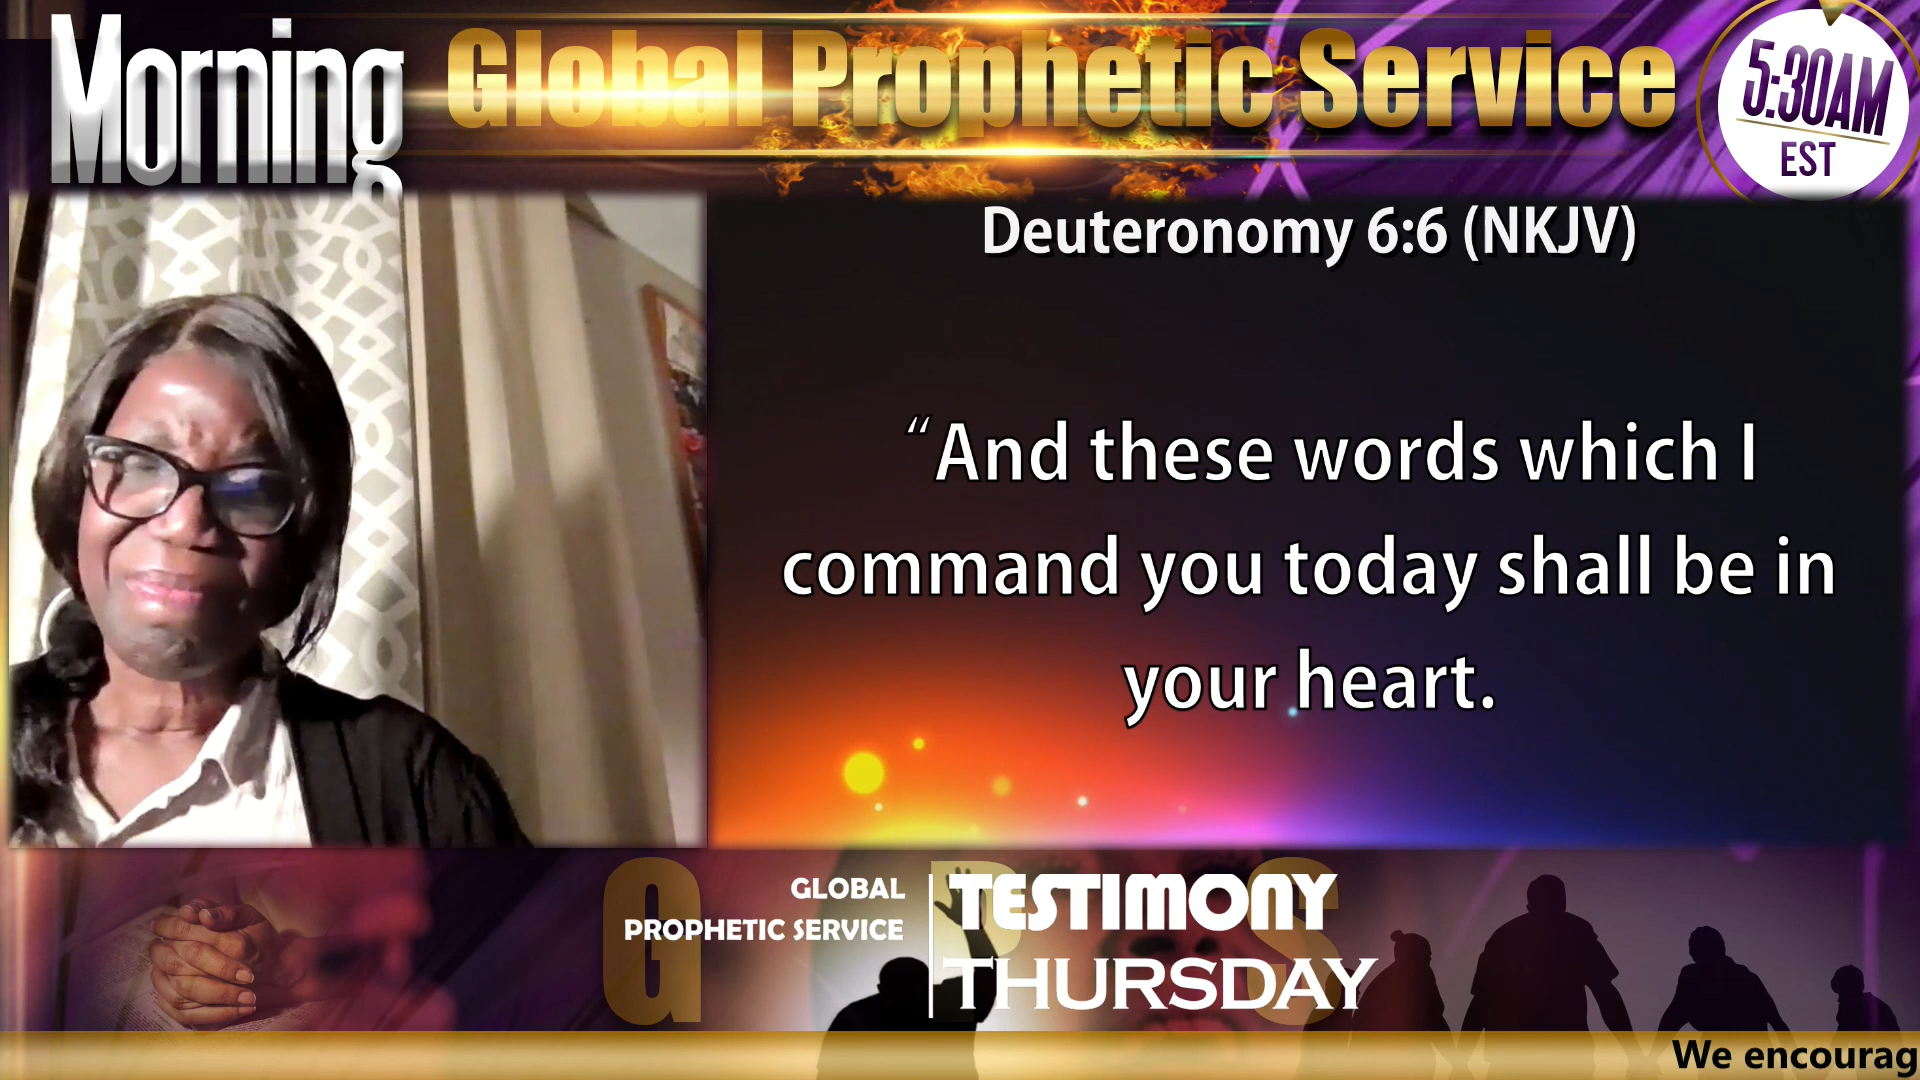 Morning Global Prophetic Service
5:30AM
EST
Deuteronomy 6:6 (NKJV)
“And these words which I
command you today shall be in
your heart.
GPS
GLOBAL
PROPHETIC SERVICE
TESTIMONY
THURSDAY
We encourag